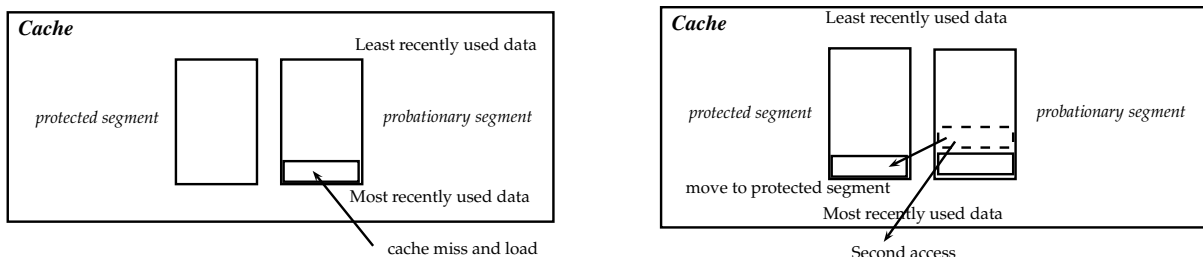 Cache
Least recently used data
protected segment
probationary segment
Most recently used data
cache miss and load
Least recently used data
Cache
protected segment
probationary segment
move to protected segment
Most recently used data
Second access